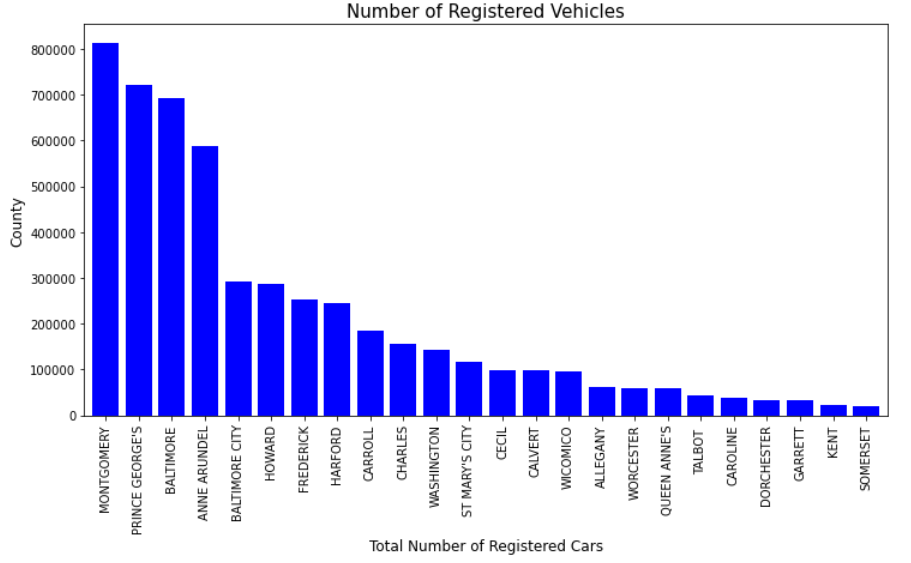 Number of Registered Vehicles
800000
700000
600000
500000
400000
300000
200000
100000
0
County
MONTGOMERY
PRINCE GEORGE'S
BALTIMORE
ANNE ARUNDEL
BALTIMORE CITY
HOWARD
FREDERICK
HARFORD
CARROLL
CHARLES
WASHINGTON
ST MARY'S CITY
CECIL
CALVERT
WICOMICO
ALLEGANY
WORCESTER
QUEEN ANNE'S
TALBOT
CAROLINE
DORCHESTER
GARRETT
KENT
SOMERSET
Total Number of Registered Cars